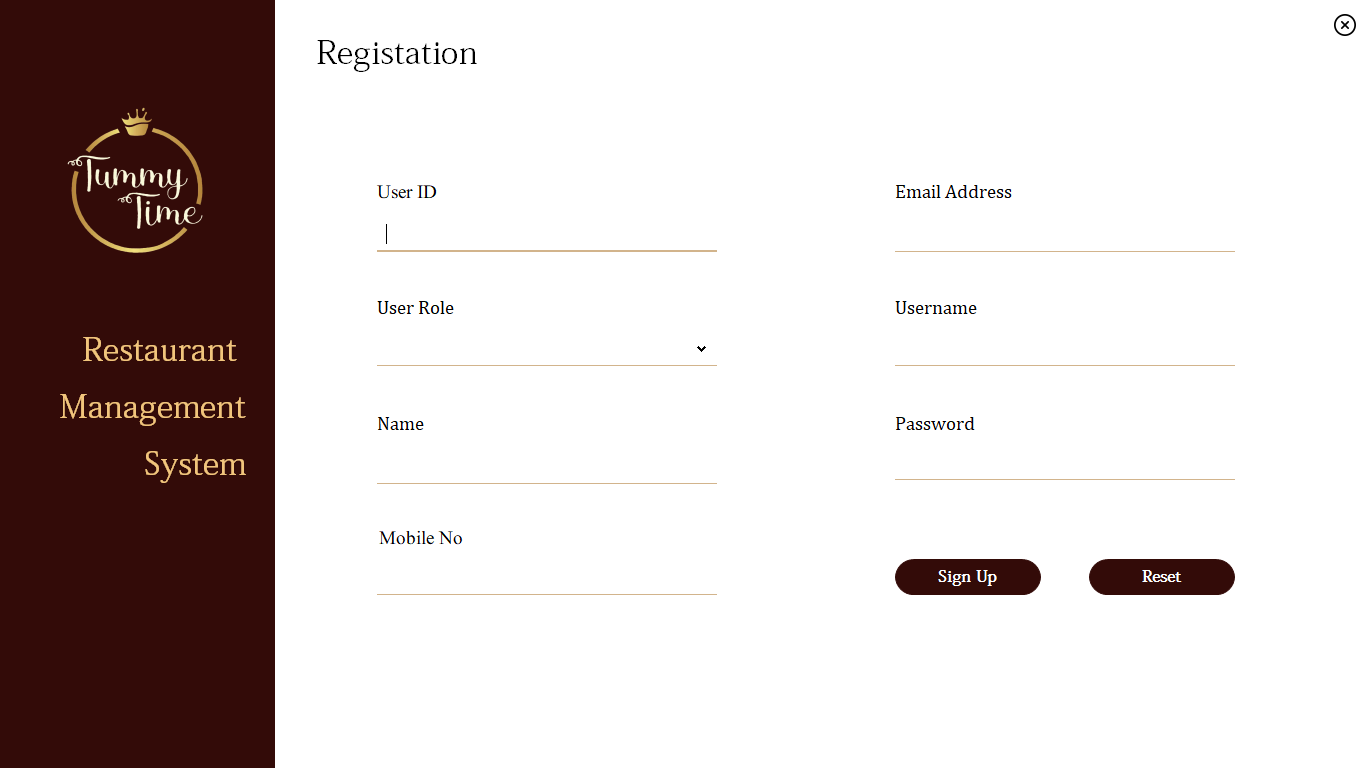 Tummy
Time
Restaurant
Management
System
Registation
User ID
Email Address
User Role
Username
Name
Password
Mobile No
Sign Up
Reset